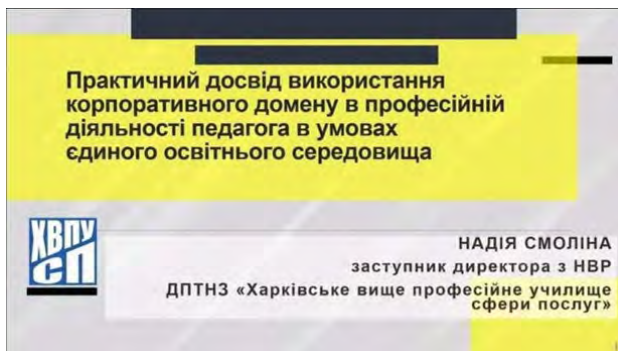 Практичний досвід використання
корпоративного домену в професійній
діяльності педагога в умовах
єдиного освітнього середовища
ХВПУ
СП
НАДІЯ СМОЛІНА
заступник директора з НВР
ДПТНЗ «Харківське вище професійне училище
сфери послуг»